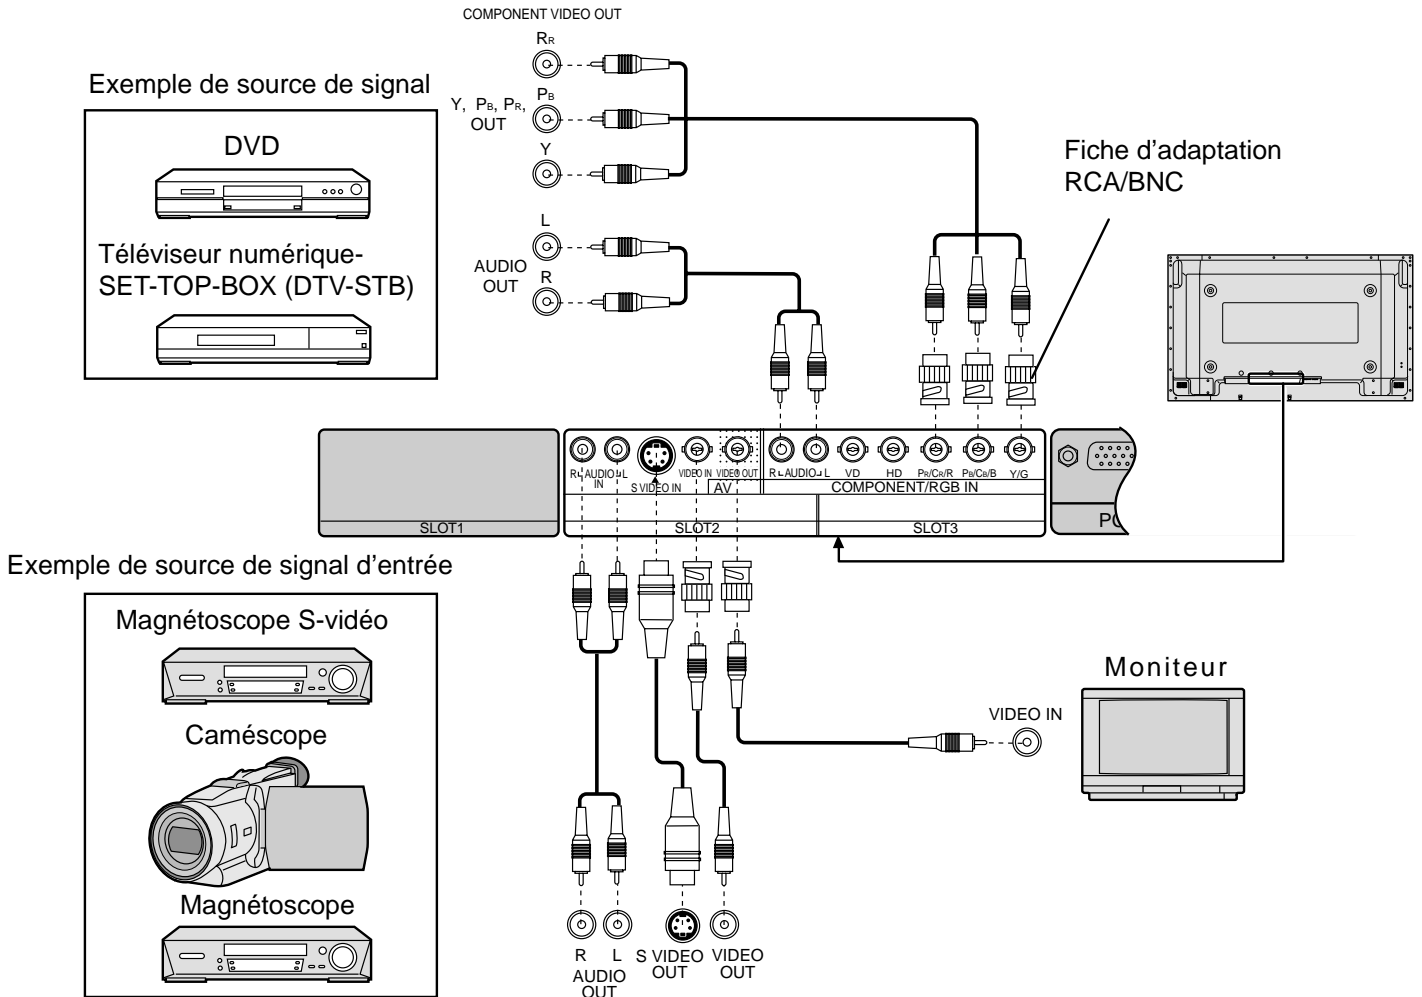 COMPONENT VIDEO OUT
RR
Exemple de source de signal
PB
Y, PB, PR,
OUT
Y
DVD
Fiche d’adaptation
RCA/BNC
L
Téléviseur numérique-
SET-TOP-BOX (DTV-STB)
AUDIO
OUT
R
R AUDIO L
IN
S VIDEO IN
VIDEO IN
VIDEO OUT
AV
R AUDIO L
VD
HD
PR/CR/R
PB/CB/B
Y/G
COMPONENT/RGB IN
SLOT1
SLOT2
SLOT3
PC
Exemple de source de signal d’entrée
Magnétoscope S-vidéo
Caméscope
Magnétoscope
Moniteur
VIDEO IN
R L
AUDIO
OUT
S VIDEO
OUT
VIDEO
OUT